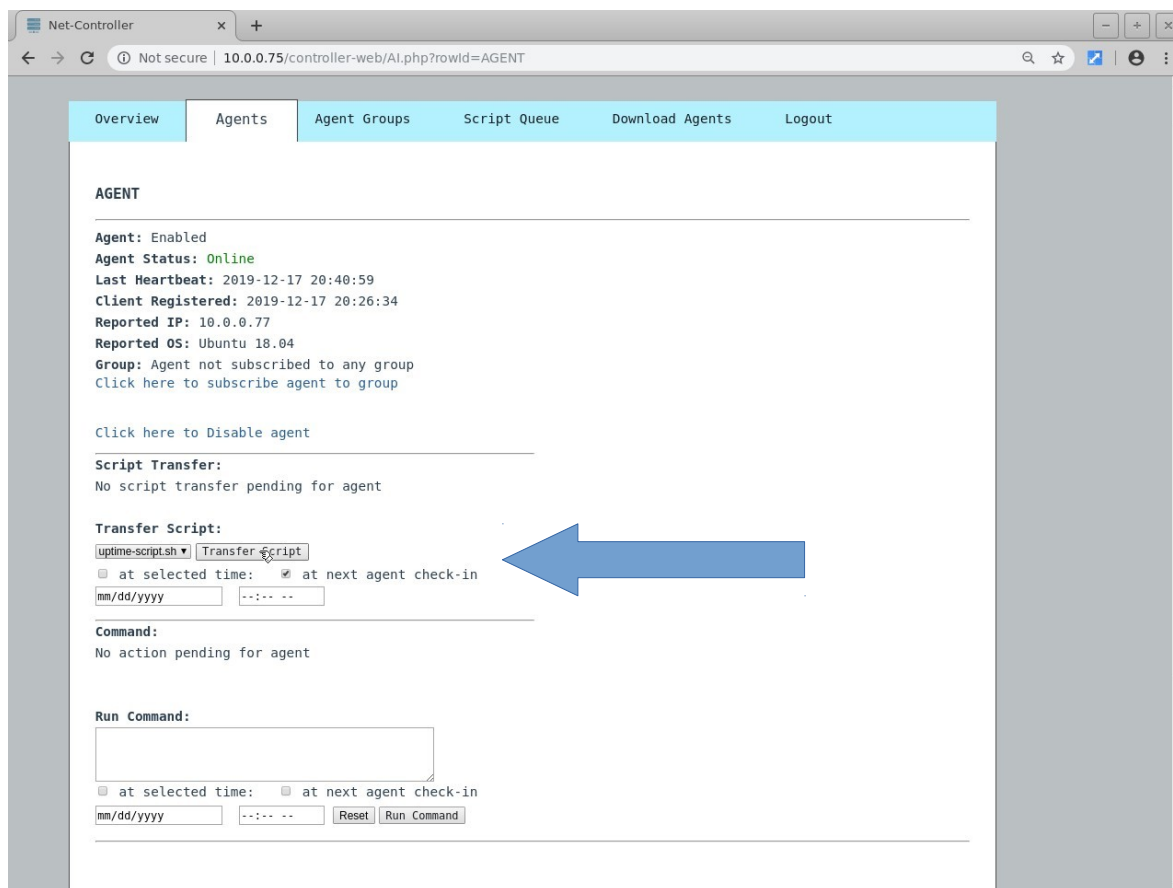 Net-Controller
Not secure | 10.0.0.75/controller-web/AI.php?rowId=AGENT
Overview Agents Agent Groups Script Queue Download Agents Logout
AGENT
Agent: Enabled
Agent Status: Online
Last Heartbeat: 2019-12-17 20:40:59
Client Registered: 2019-12-17 20:26:34
Reported IP: 10.0.0.77
Reported OS: Ubuntu 18.04
Group: Agent not subscribed to any group
Click here to subscribe agent to group
Click here to Disable agent
Script Transfer:
No script transfer pending for agent
Transfer Script:
uptime-script.sh Transfer Script
at selected time: at next agent check-in
mm/dd/yyyy --:-- --
Command:
No action pending for agent
Run Command:
at selected time: at next agent check-in
mm/dd/yyyy --:-- -- Reset Run Command